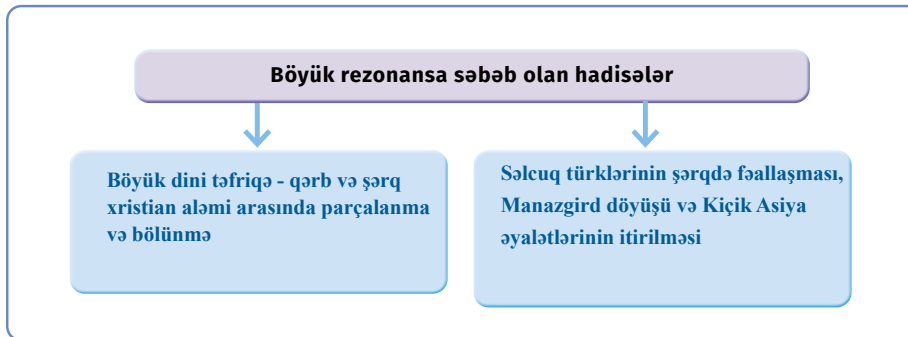 Böyük rezonansa səbəb olan hadisələr
Böyük dini təfriqə - qərb və şərq
xristian aləmi arasında parçalanma
və bölünmə
Səlcuq türklərinin şərqdə fəallaşması,
Manazgird döyüşü və Kiçik Asiya
əyalətlərinin itirilməsi